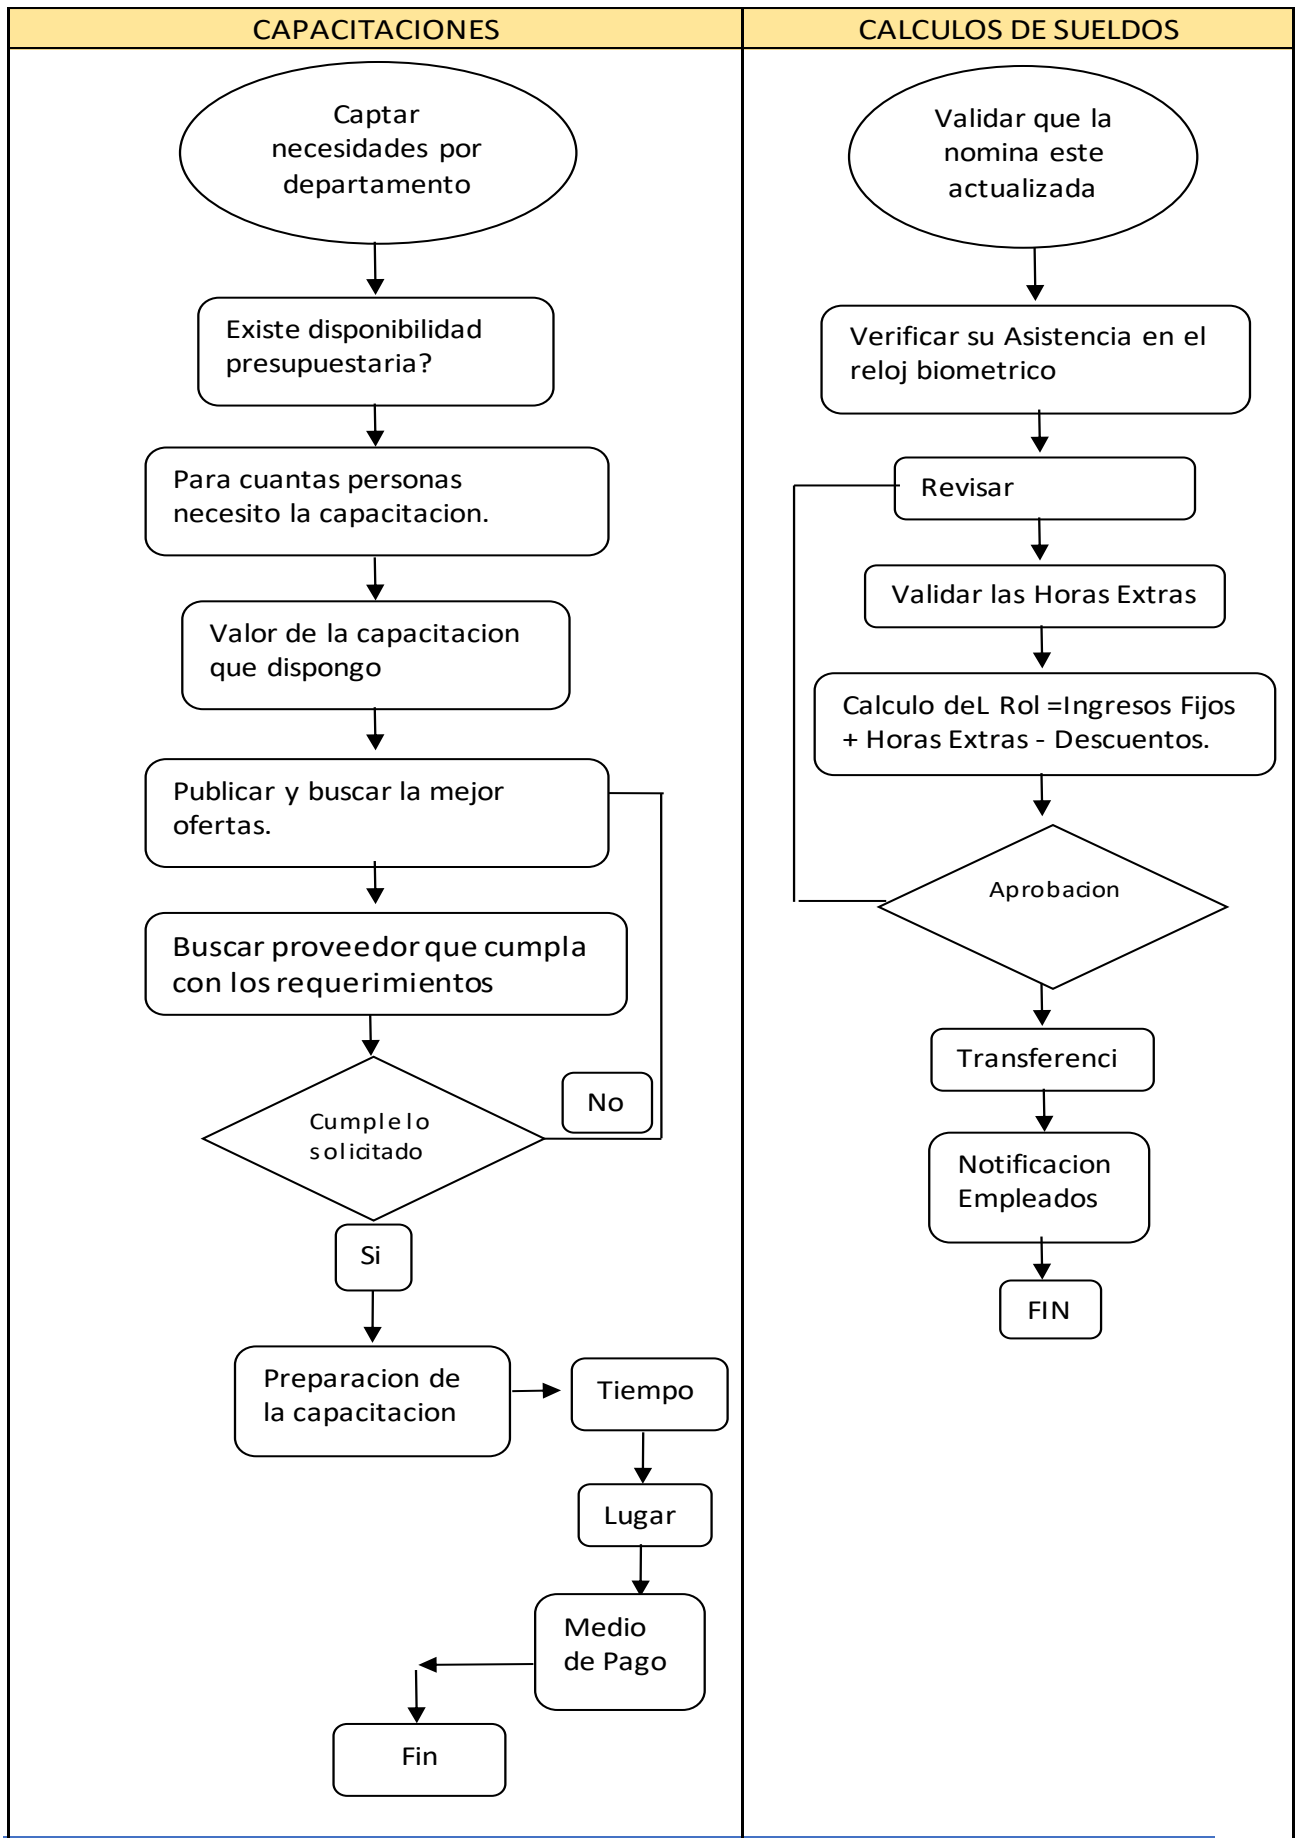 CAPACITACIONES
Captar
necesidades por
departamento
Existe disponibilidad
presupuestaria?
Para cuantas personas
necesito la capacitacion.
Valor de la capacitacion
que dispongo
Publicar y buscar la mejor
ofertas.
Buscar proveedor que cumpla
con los requerimientos
Cumple lo
solicitado
No
Si
Preparacion de
la capacitacion
Tiempo
Lugar
Medio
de Pago
Fin
CALCULOS DE SUELDOS
Validar que la
nomina este
actualizada
Verificar su Asistencia en el
reloj biometrico
Revisar
Validar las Horas Extras
Calculo deL Rol =Ingresos Fijos
+ Horas Extras - Descuentos.
Aprobacion
Transferenci
Notificacion
Empleados
FIN